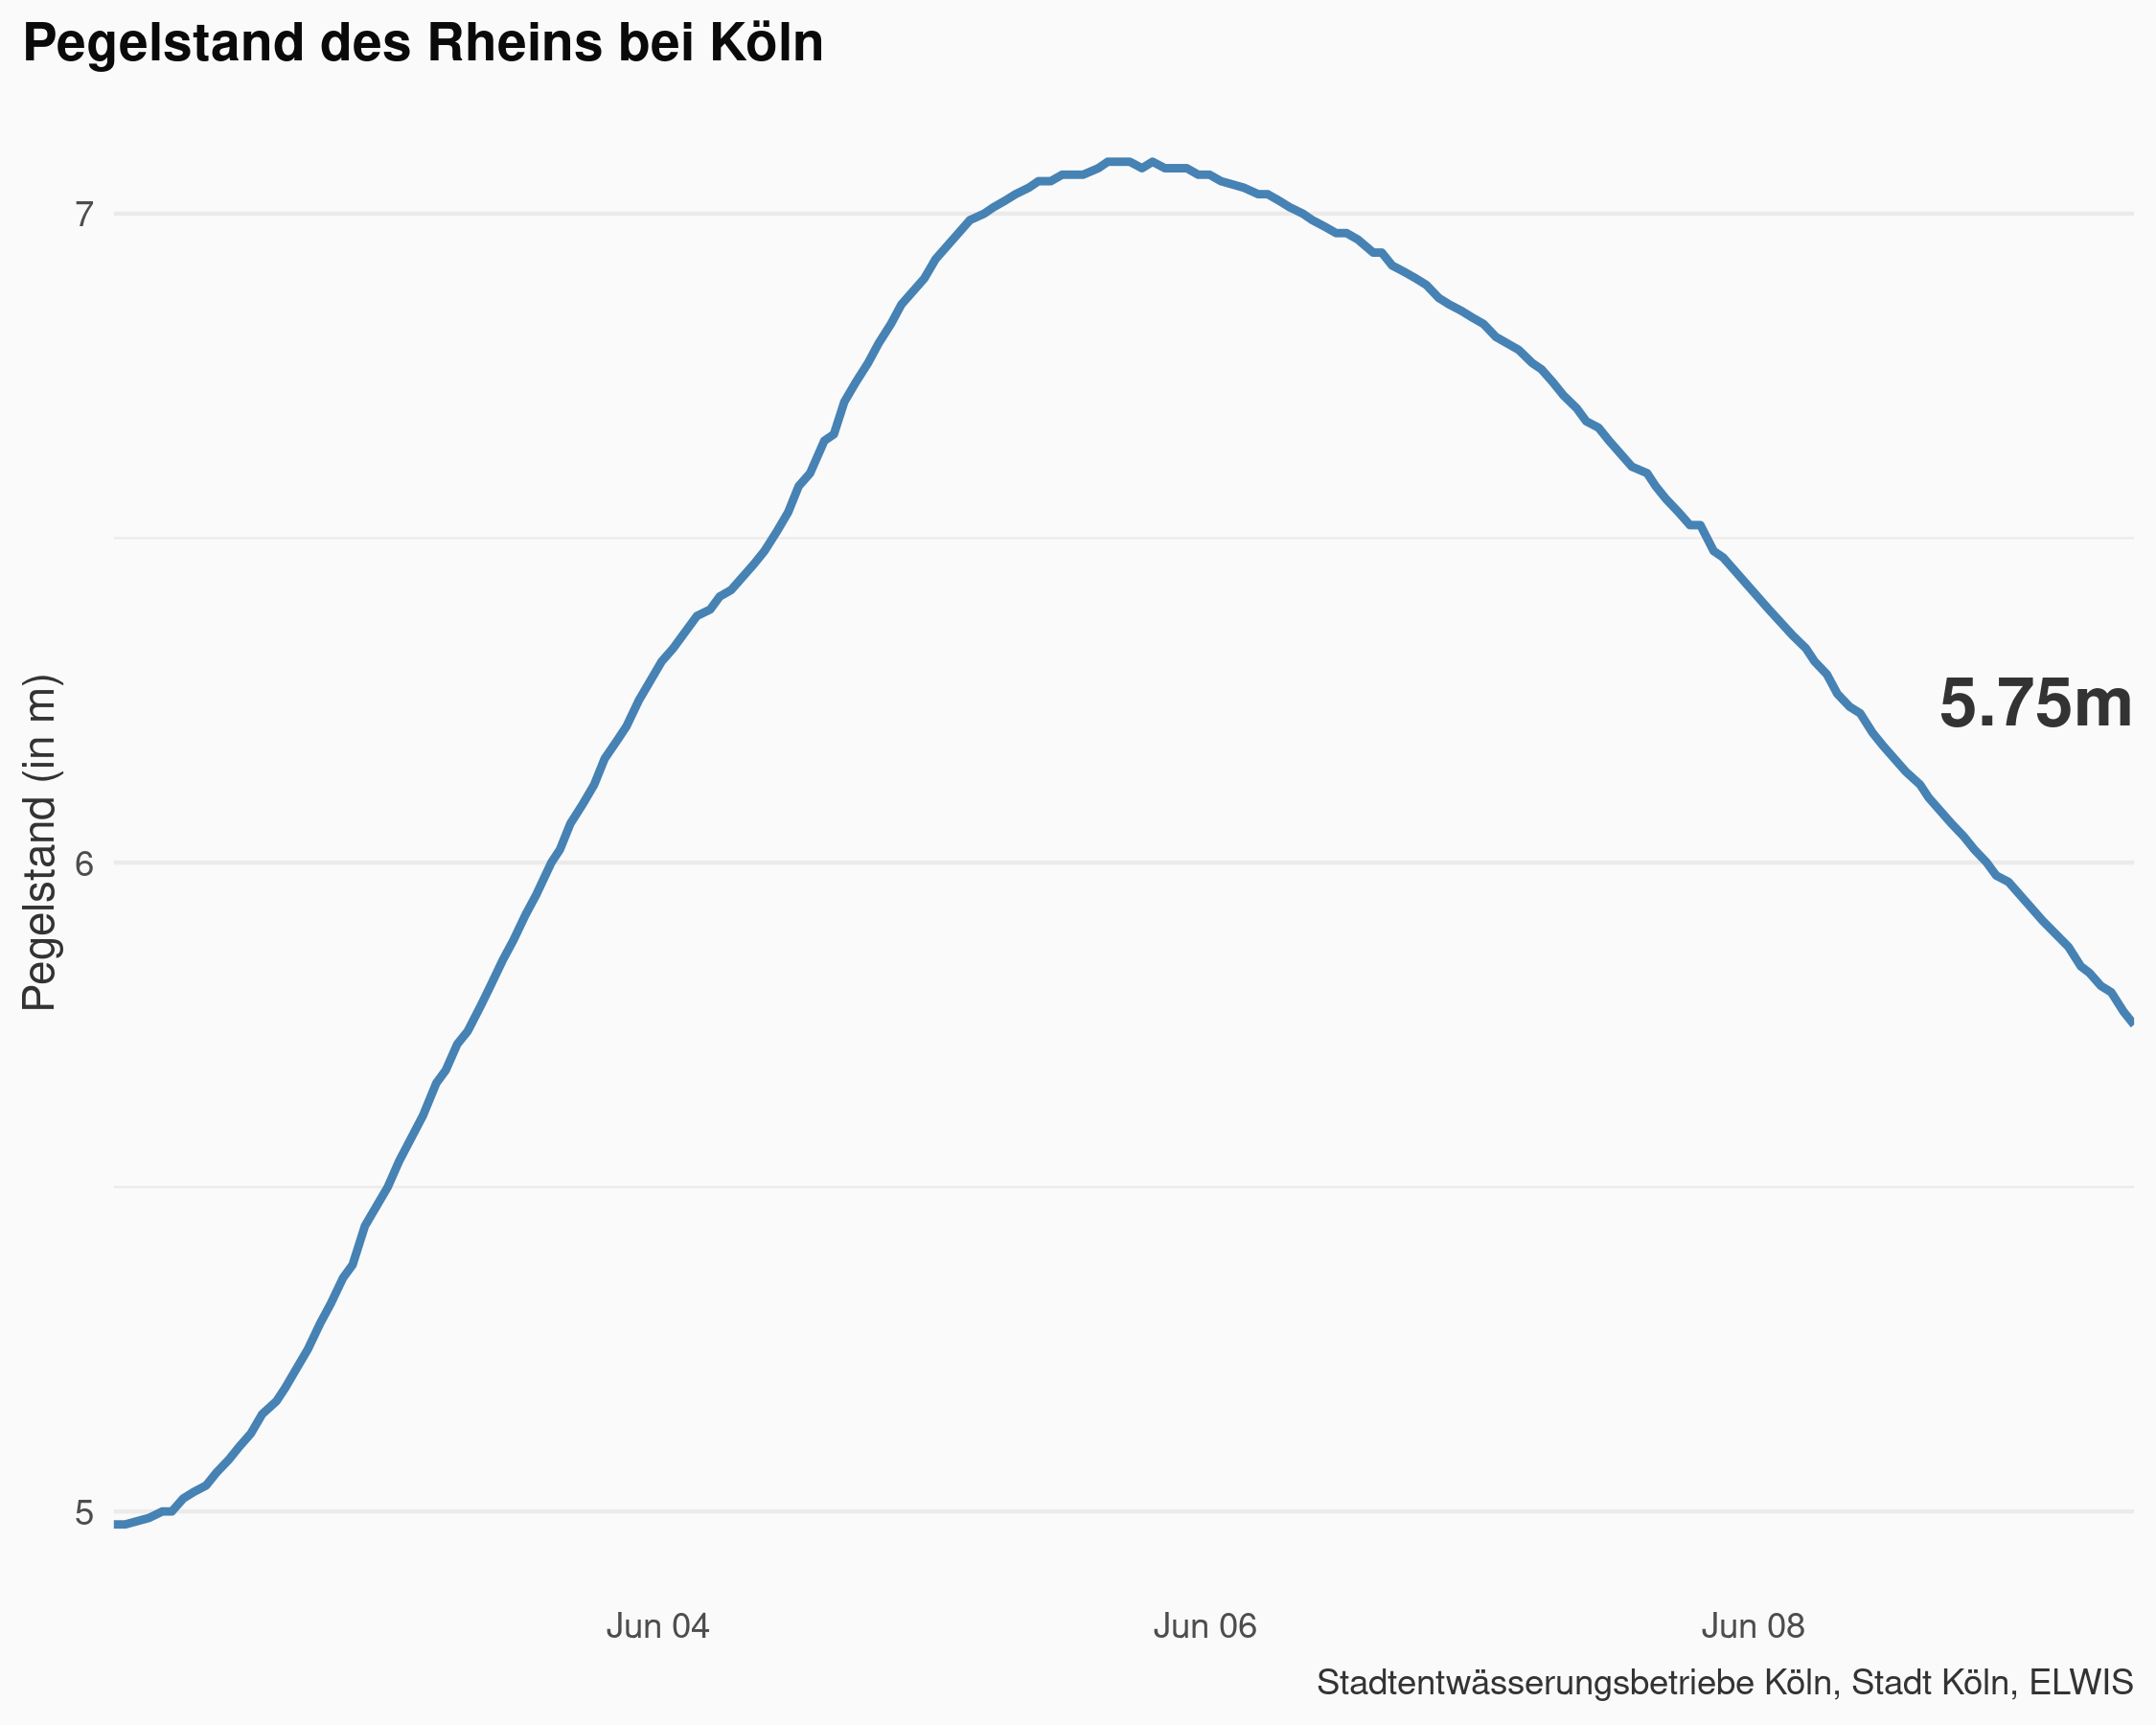 Pegelstand des Rheins bei Köln
Pegelstand (in m)
7
6
5
5.75m
Jun 04
Jun 06
Jun 08
Stadtentwässerungsbetriebe Köln, Stadt Köln, ELWIS